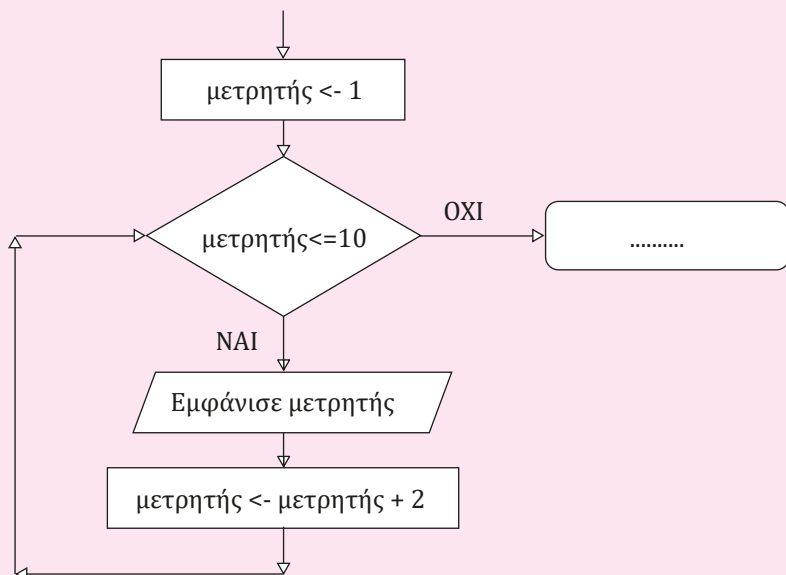 μετρητής <- 1
μετρητής<=10
ΟΧΙ
..........
ΝΑΙ
Εμφάνισε μετρητής
μετρητής <- μετρητής + 2